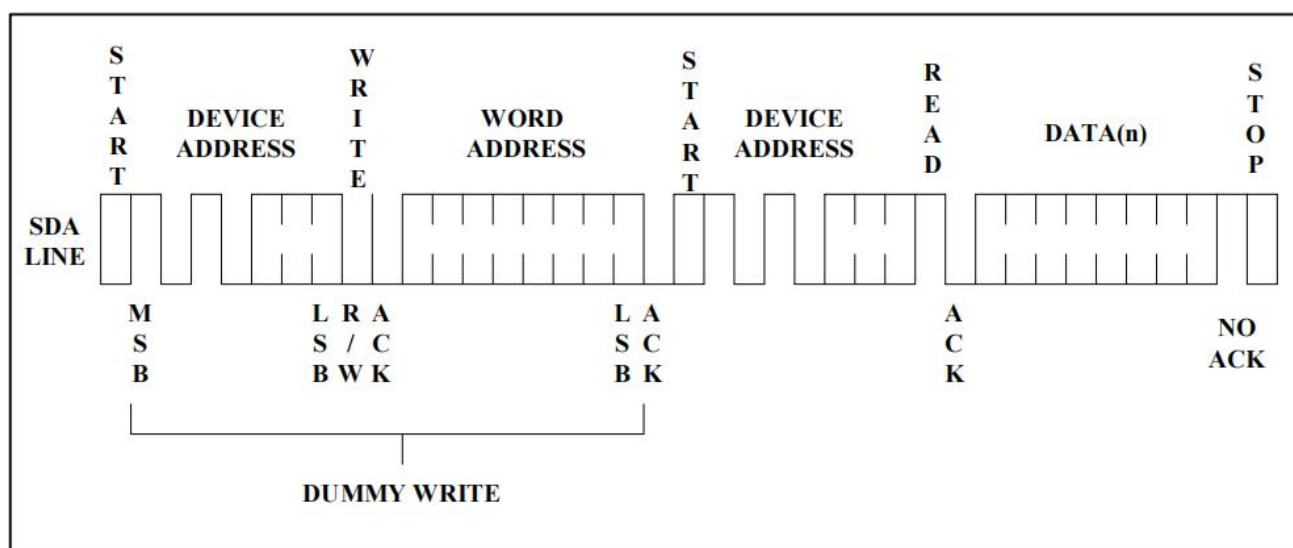 START
WRITE
START
READ
STOP
DEVICE
ADDRESS
WORD
ADDRESS
DEVICE
ADDRESS
DATA(n)
SDA
LINE
MSB
LSB
R/W
ACK
LSB
ACK
ACK
NO
ACK
DUMMY WRITE